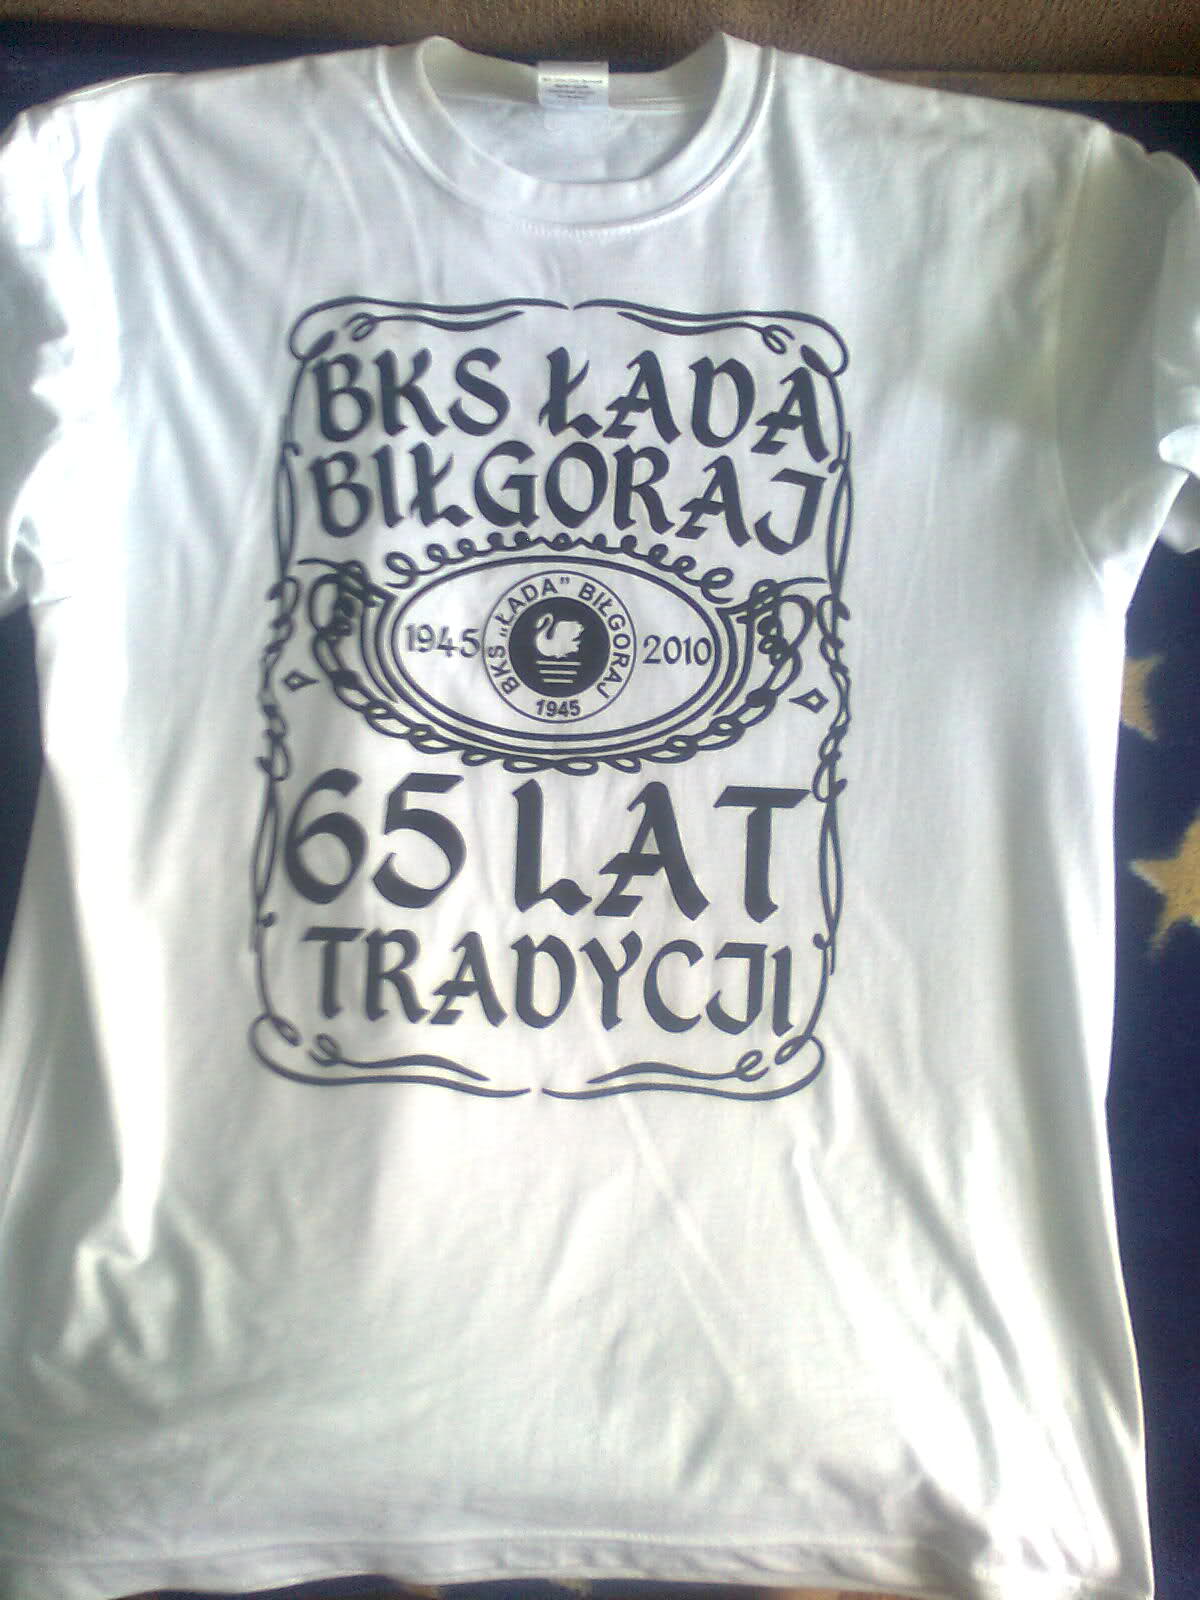 BKS ŁADA
BIŁGORAJ
1945
BKS „ŁADA” BIŁGORAJ
1945
2010
65 LAT
TRADYCJI